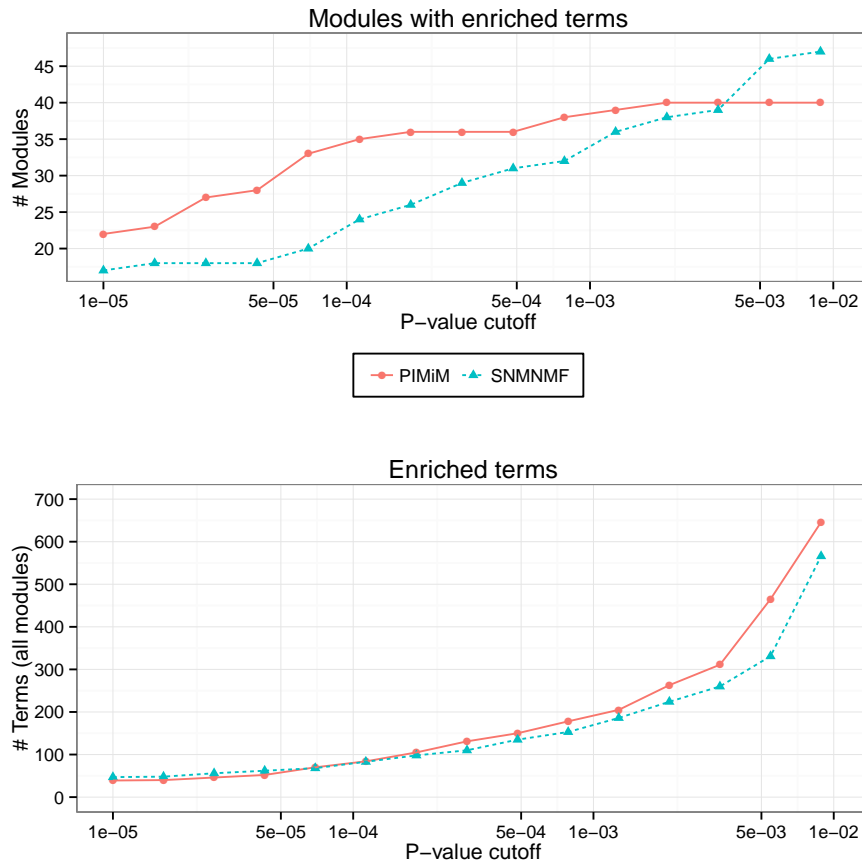 Modules with enriched terms
# Modules
45
40
35
30
25
20
1e−05 5e−05 1e−04 5e−04 1e−03 5e−03 1e−02
P−value cutoff
PIMiM SNMNMF
Enriched terms
# Terms (all modules)
700
600
500
400
300
200
100
0
1e−05 5e−05 1e−04 5e−04 1e−03 5e−03 1e−02
P−value cutoff